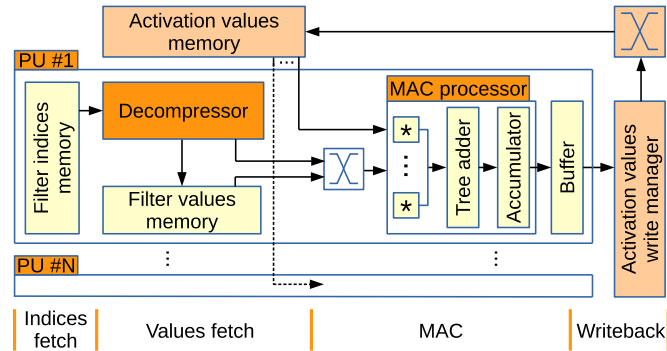 Activation values
memory
PU #1
...
MAC processor
Filter indices
memory
Decompressor
Filter values
memory
*
...
*
Tree adder
Accumulator
Buffer
Activation values
write manager
...
...
PU #N
Indices
fetch
Values fetch
MAC
Writeback